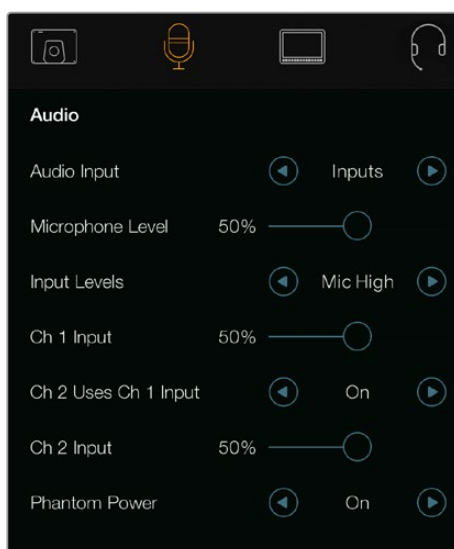 Audio
Audio Input Inputs
Microphone Level 50%
Input Levels Mic High
Ch 1 Input 50%
Ch 2 Uses Ch 1 Input On
Ch 2 Input 50%
Phantom Power On